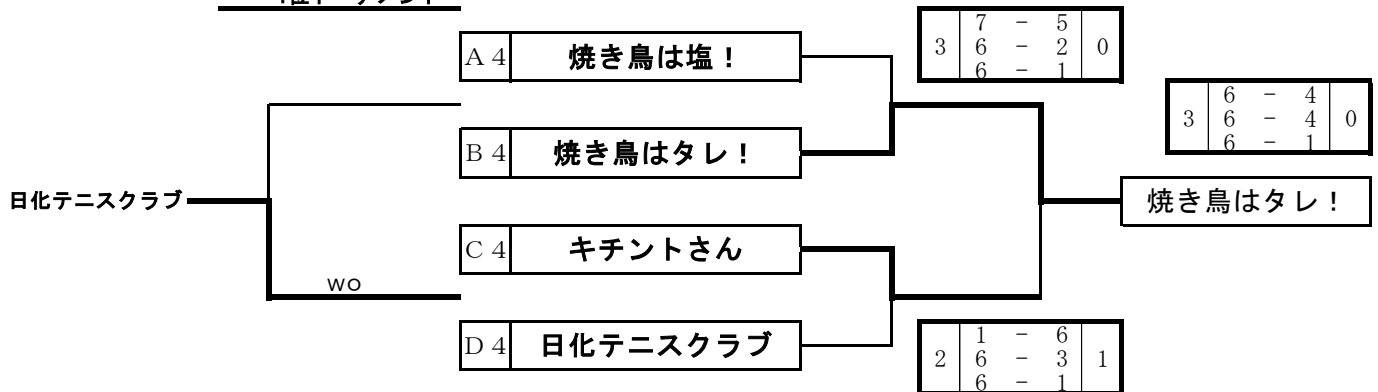 A 4 焼き鳥は塩！
B 4 焼き鳥はタレ！
C 4 キチントさん
D 4 日化テニスクラブ
日化テニスクラブ
wo
3 7 - 5 0
6 - 2
6 - 1
3 6 - 4 0
6 - 4
6 - 1
焼き鳥はタレ！
2 1 - 6 1
6 - 3
6 - 1